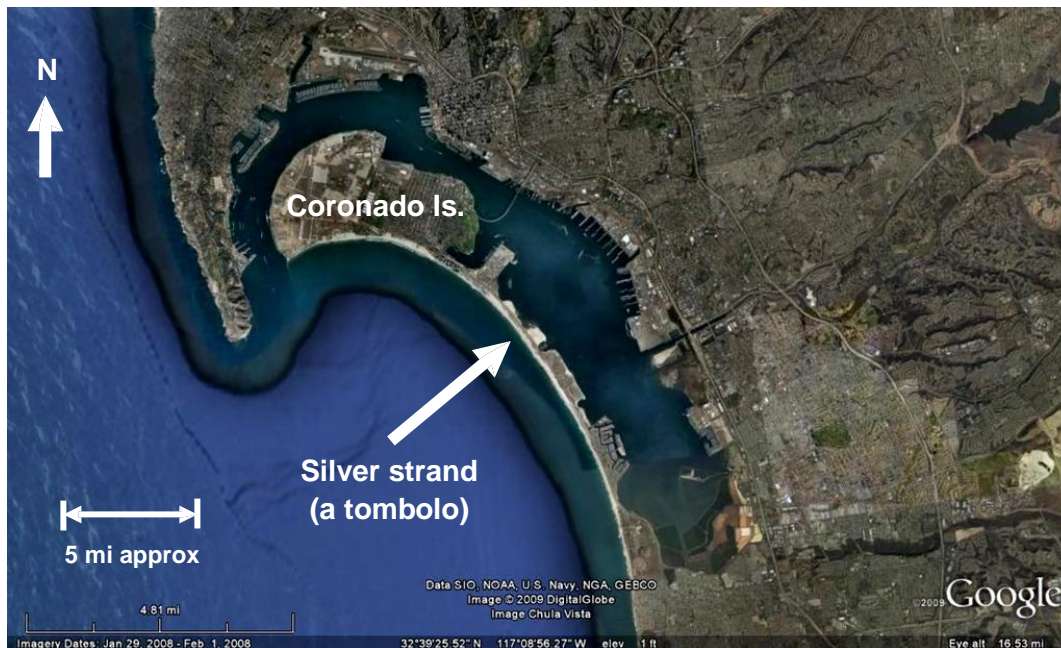 N
Coronado Is.
Silver strand
(a tombolo)
5 mi approx
Data SIO, NOAA, U.S. Navy, NGA, GEBCO
Image © 2009 DigitalGlobe
Image Chula Vista
©2009 Google
4.81 mi
Imagery Dates: Jan 29, 2008 - Feb 1, 2008
32°39'25.52" N 117°08'56.27" W elev 1 ft
Eye alt 16.53 mi